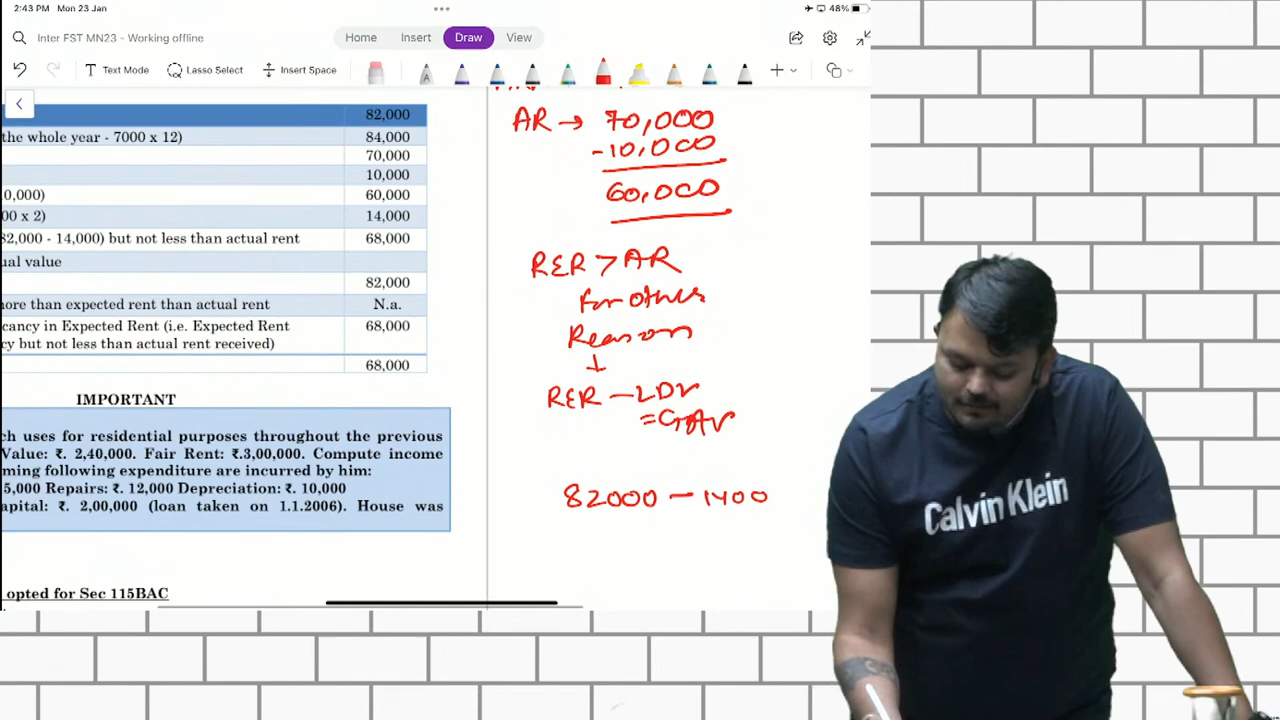 2:43 PM Mon 23 Jan
48%
Inter FST MN23 - Working offline
Home Insert Draw View
Text Mode Lasso Select Insert Space
82,000
the whole year - 7000 x 12) 84,000
70,000
10,000
0,000) 60,000
00 x 2) 14,000
82,000 - 14,000) but not less than actual rent 68,000
ual value
82,000
nore than expected rent than actual rent N.a.
cancy in Expected Rent (i.e. Expected Rent 68,000
cy but not less than actual rent received)
68,000
IMPORTANT
ch uses for residential purposes throughout the previous
Value: ₹. 2,40,000. Fair Rent: ₹.3,00,000. Compute income
ming following expenditure are incurred by him:
5,000 Repairs: ₹. 12,000 Depreciation: ₹. 10,000
apital: ₹. 2,00,000 (loan taken on 1.1.2006). House was
opted for Sec 115BAC
AR → 70,000
-10,000
60,000
RER > AR
For other
Reason
↓
RER - LDV
= GAV
82000 - 1400
Calvin Klein